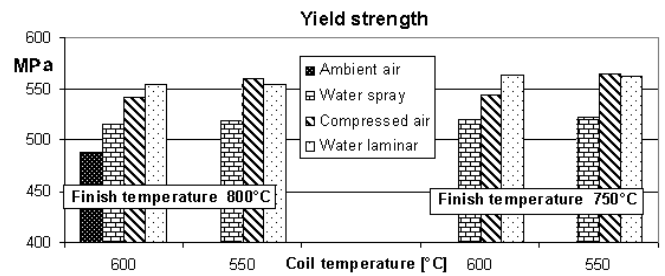 Yield strength
600
MPa
550
500
450
400
Ambient air
Water spray
Compressed air
Water laminar
Finish temperature 800°C
Finish temperature 750°C
600
550
Coil temperature [°C]
600
550